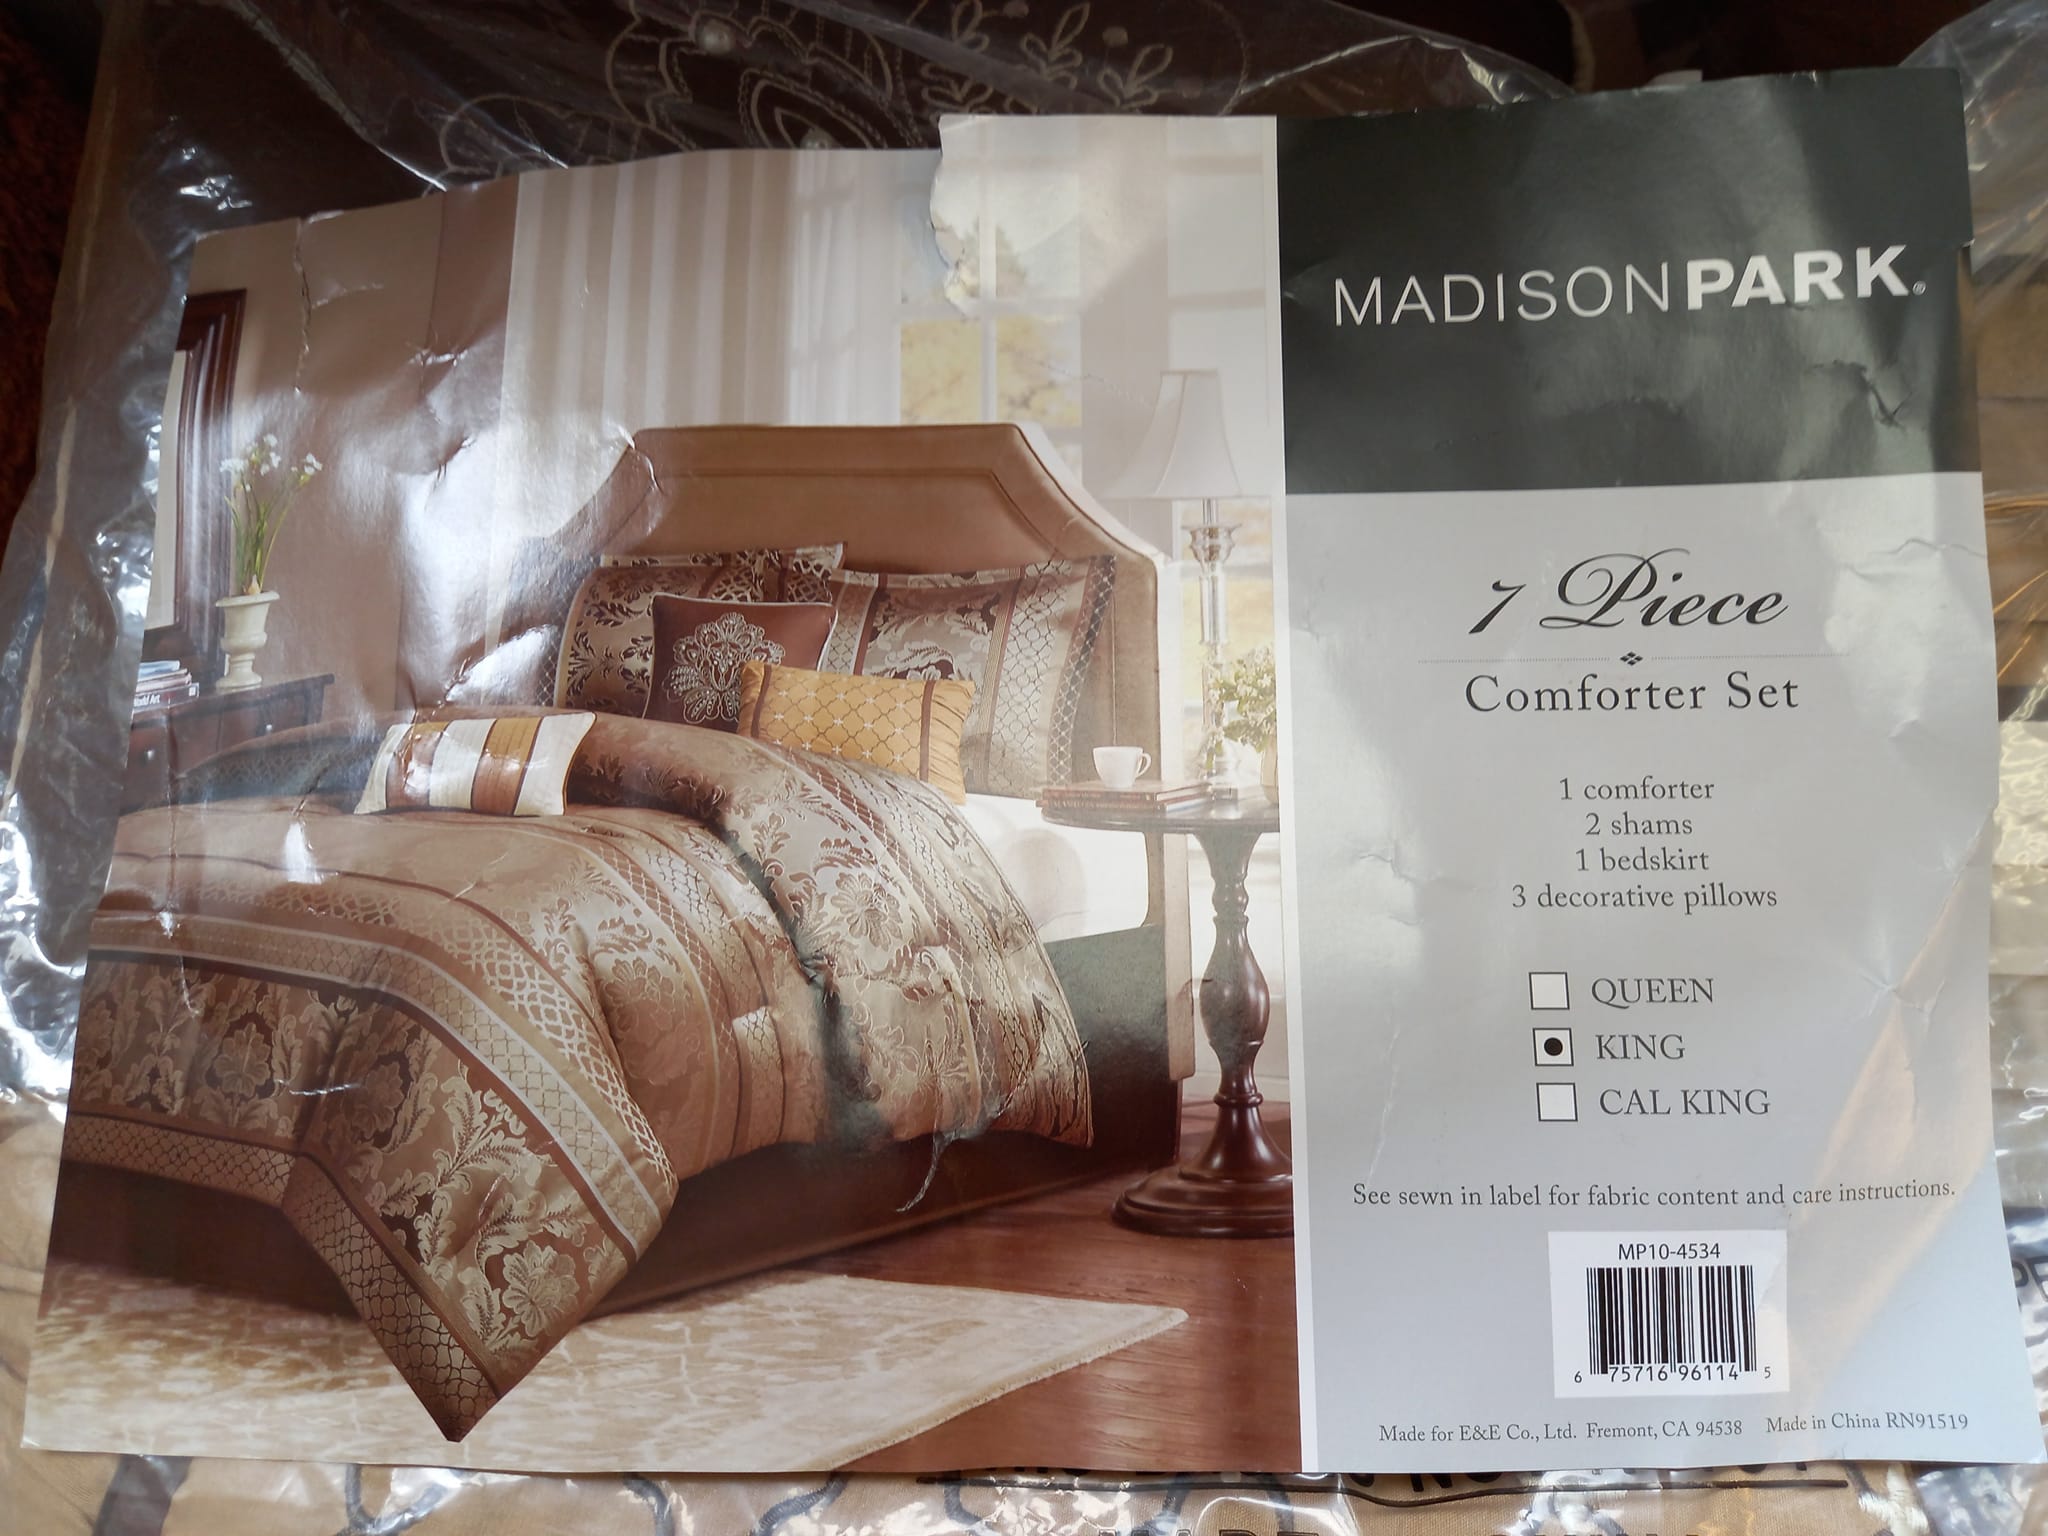 MADISONPARK®
7 Piece
Comforter Set
1 comforter
2 shams
1 bedskirt
3 decorative pillows
QUEEN
KING
CAL KING
See sewn in label for fabric content and care instructions.
MP10-4534
6 75716 96114 5
Made for E&E Co., Ltd. Fremont, CA 94538 Made in China RN91519
World Art